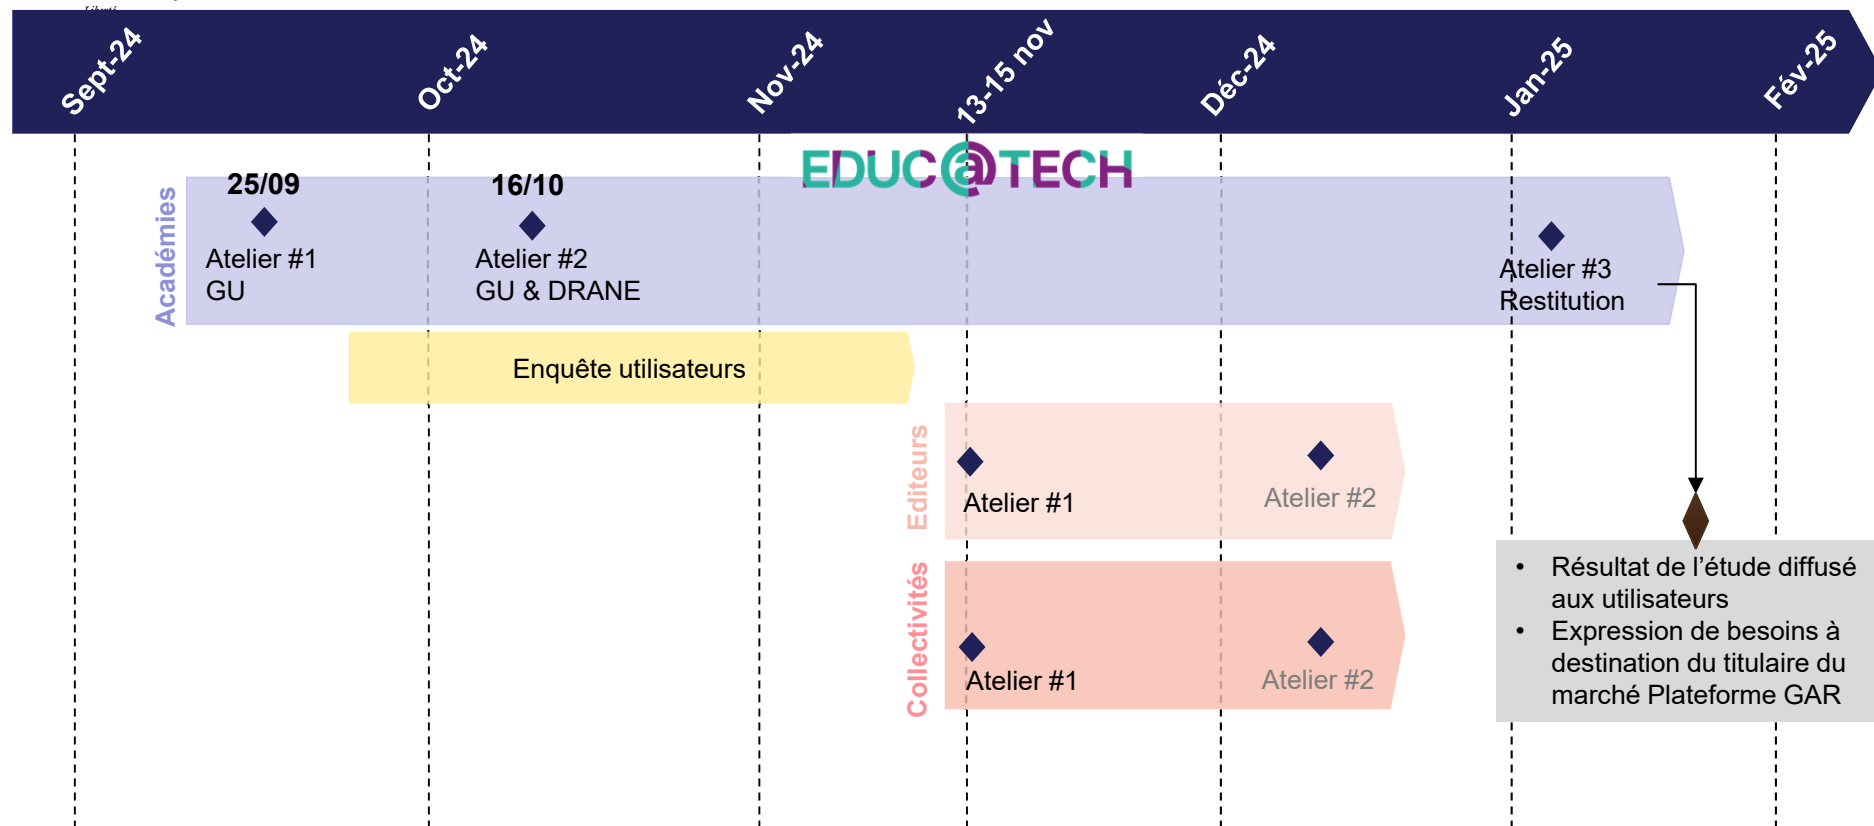 Liberté
Sept-24
Oct-24
Nov-24
13-15 nov
Déc-24
Jan-25
Fév-25
EDUC@TECH
Académies
25/09
Atelier #1
GU
16/10
Atelier #2
GU & DRANE
Atelier #3
Restitution
Enquête utilisateurs
Editeurs
Atelier #1
Atelier #2
Collectivités
Atelier #1
Atelier #2
• Résultat de l’étude diffusé
aux utilisateurs
• Expression de besoins à
destination du titulaire du
marché Plateforme GAR